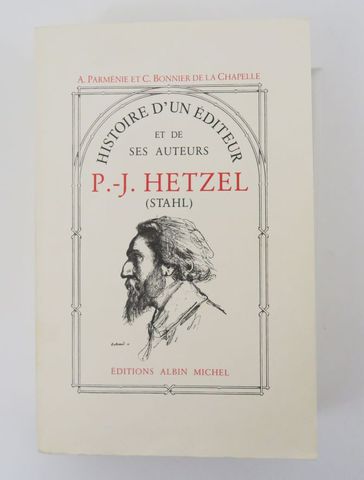 A. PARMÉNIE ET C. BONNIER DE LA CHAPELLE
HISTOIRE D'UN ÉDITEUR
ET DE
SES AUTEURS
P.-J. HETZEL
(STAHL)
ÉDITIONS ALBIN MICHEL